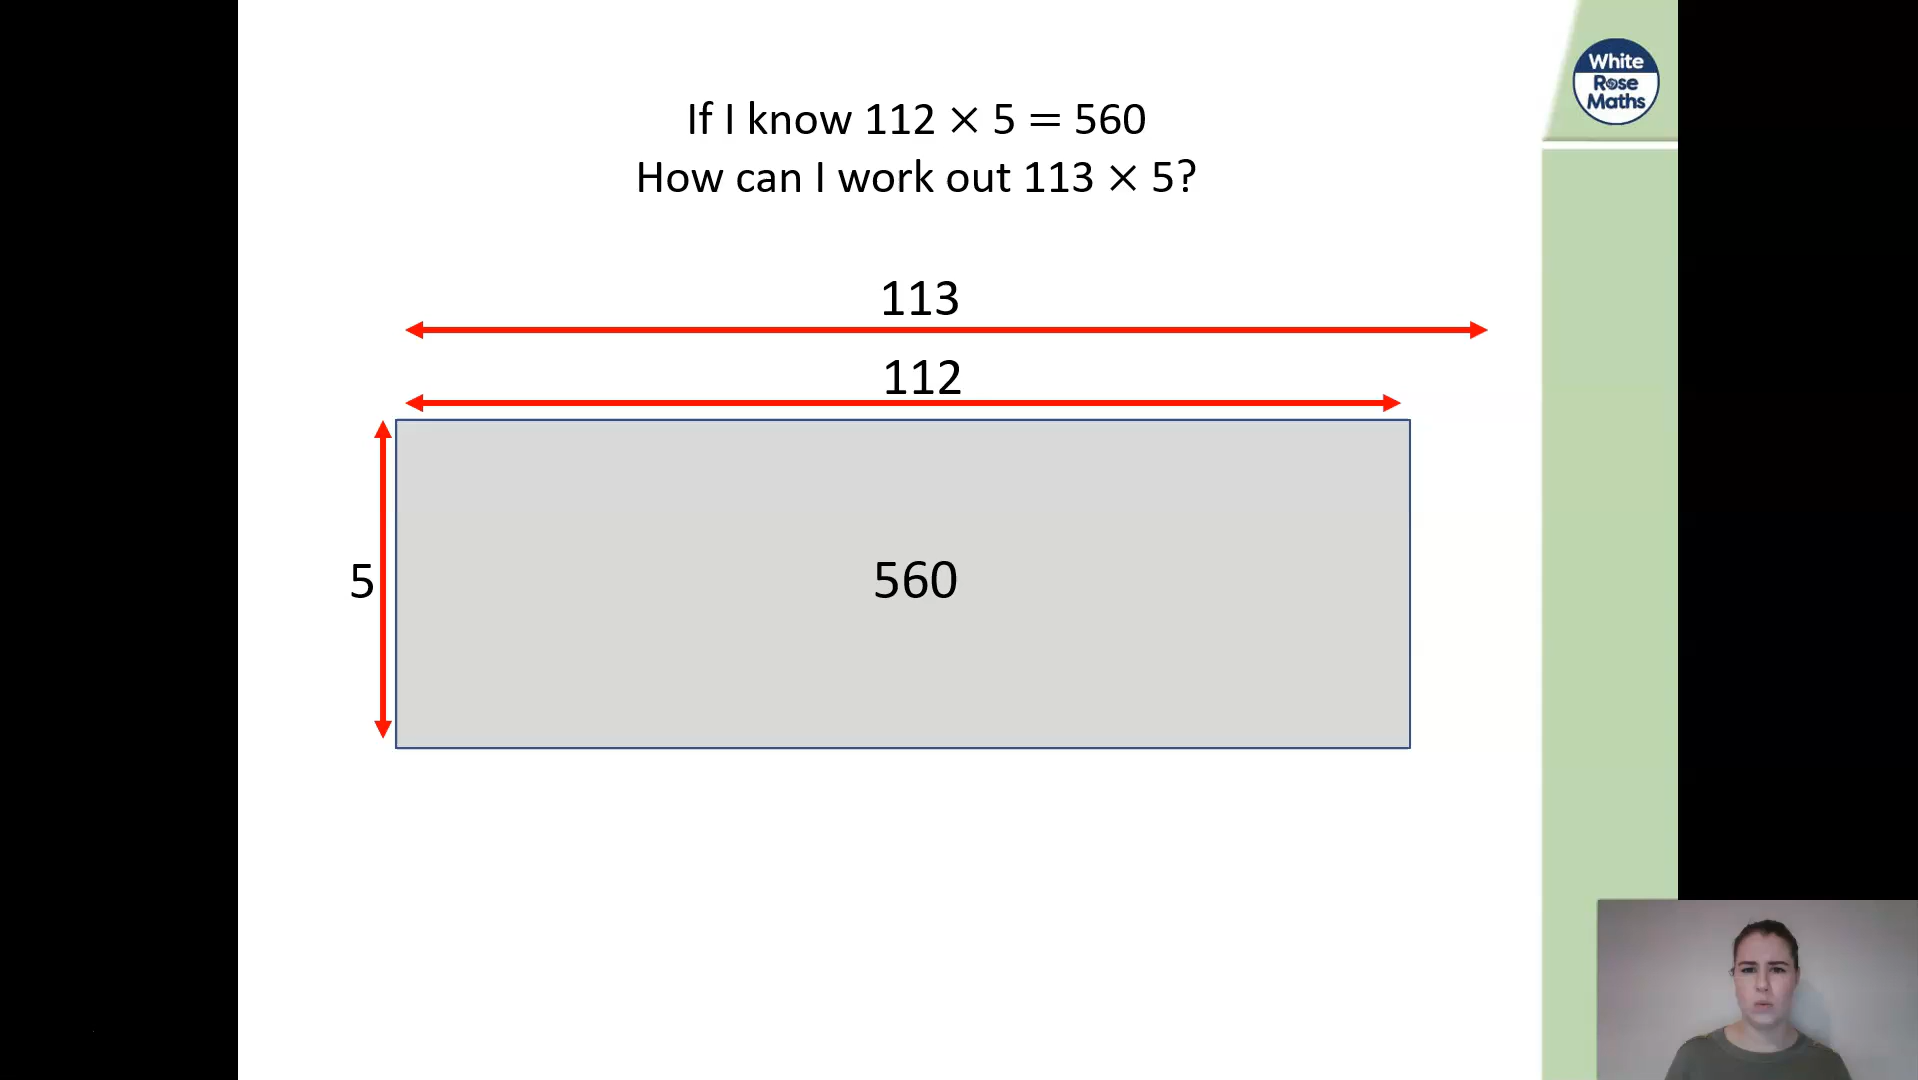 White
Rose
Maths
If I know 112 × 5 = 560
How can I work out 113 × 5?
113
112
5
560